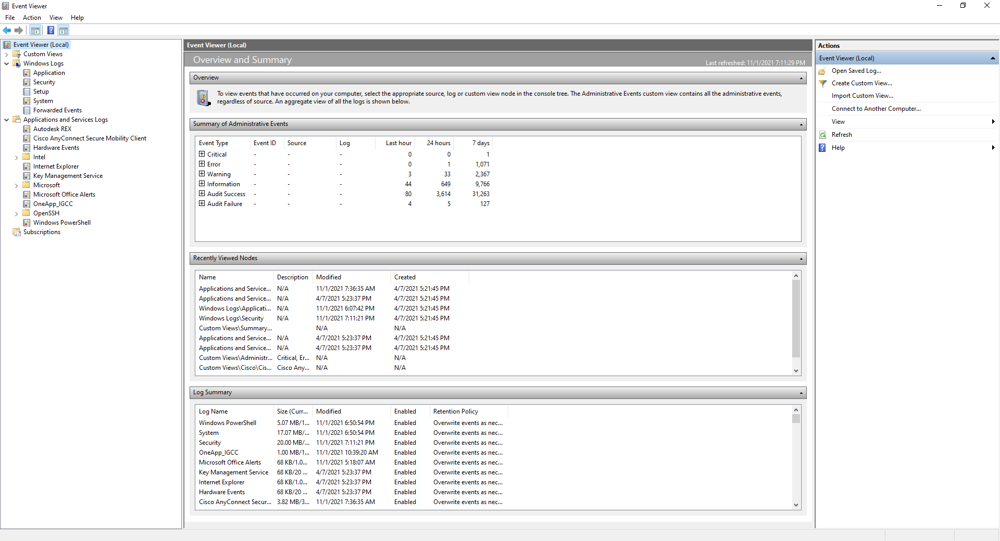 Event Viewer
File Action View Help
Event Viewer (Local)
Custom Views
Windows Logs
Application
Security
Setup
System
Forwarded Events
Applications and Services Logs
Autodesk REX
Cisco AnyConnect Secure Mobility Client
Hardware Events
Intel
Internet Explorer
Key Management Service
Microsoft
Microsoft Office Alerts
OneApp_IGCC
OpenSSH
Windows PowerShell
Subscriptions
Event Viewer (Local)
Overview and Summary Last refreshed: 11/1/2021 7:11:29 PM
Overview
To view events that have occurred on your computer, select the appropriate source, log or custom view node in the console tree. The Administrative Events custom view contains all the administrative events,
regardless of source. An aggregate view of all the logs is shown below.
Summary of Administrative Events
Event Type Event ID Source Log Last hour 24 hours 7 days
Critical - - - 0 0 1
Error - - - 0 1 1,071
Warning - - - 3 33 2,367
Information - - - 44 649 9,766
Audit Success - - - 80 3,614 31,263
Audit Failure - - - 4 5 127
Recently Viewed Nodes
Name Description Modified Created
Applications and Service... N/A 11/1/2021 7:36:35 AM 4/7/2021 5:21:45 PM
Applications and Service... N/A 4/7/2021 5:23:37 PM 4/7/2021 5:21:45 PM
Windows Logs\Applicati... N/A 11/1/2021 6:07:42 PM 4/7/2021 5:21:45 PM
Windows Logs\Security N/A 11/1/2021 7:11:21 PM 4/7/2021 5:21:45 PM
Custom Views\Summary... N/A N/A
Applications and Service... N/A 4/7/2021 5:23:37 PM 4/7/2021 5:21:45 PM
Applications and Service... N/A 4/7/2021 5:23:37 PM 4/7/2021 5:21:45 PM
Custom Views\Administr... Critical, Er... N/A N/A
Custom Views\Cisco\Cis... Cisco Any... N/A N/A
Log Summary
Log Name Size (Curr... Modified Enabled Retention Policy
Windows PowerShell 5.07 MB/1... 11/1/2021 6:50:54 PM Enabled Overwrite events as nec...
System 17.07 MB/... 11/1/2021 6:50:54 PM Enabled Overwrite events as nec...
Security 20.00 MB/... 11/1/2021 7:11:21 PM Enabled Overwrite events as nec...
OneApp_IGCC 1.00 MB/1... 11/1/2021 10:39:20 AM Enabled Overwrite events as nec...
Microsoft Office Alerts 68 KB/1.0... 11/1/2021 5:18:07 AM Enabled Overwrite events as nec...
Key Management Service 68 KB/20 ... 4/7/2021 5:23:37 PM Enabled Overwrite events as nec...
Internet Explorer 68 KB/1.0... 4/7/2021 5:23:37 PM Enabled Overwrite events as nec...
Hardware Events 68 KB/20 ... 4/7/2021 5:23:37 PM Enabled Overwrite events as nec...
Cisco AnyConnect Secur... 3.82 MB/3... 11/1/2021 7:36:35 AM Enabled Overwrite events as nec...
Actions
Event Viewer (Local)
Open Saved Log...
Create Custom View...
Import Custom View...
Connect to Another Computer...
View
Refresh
Help